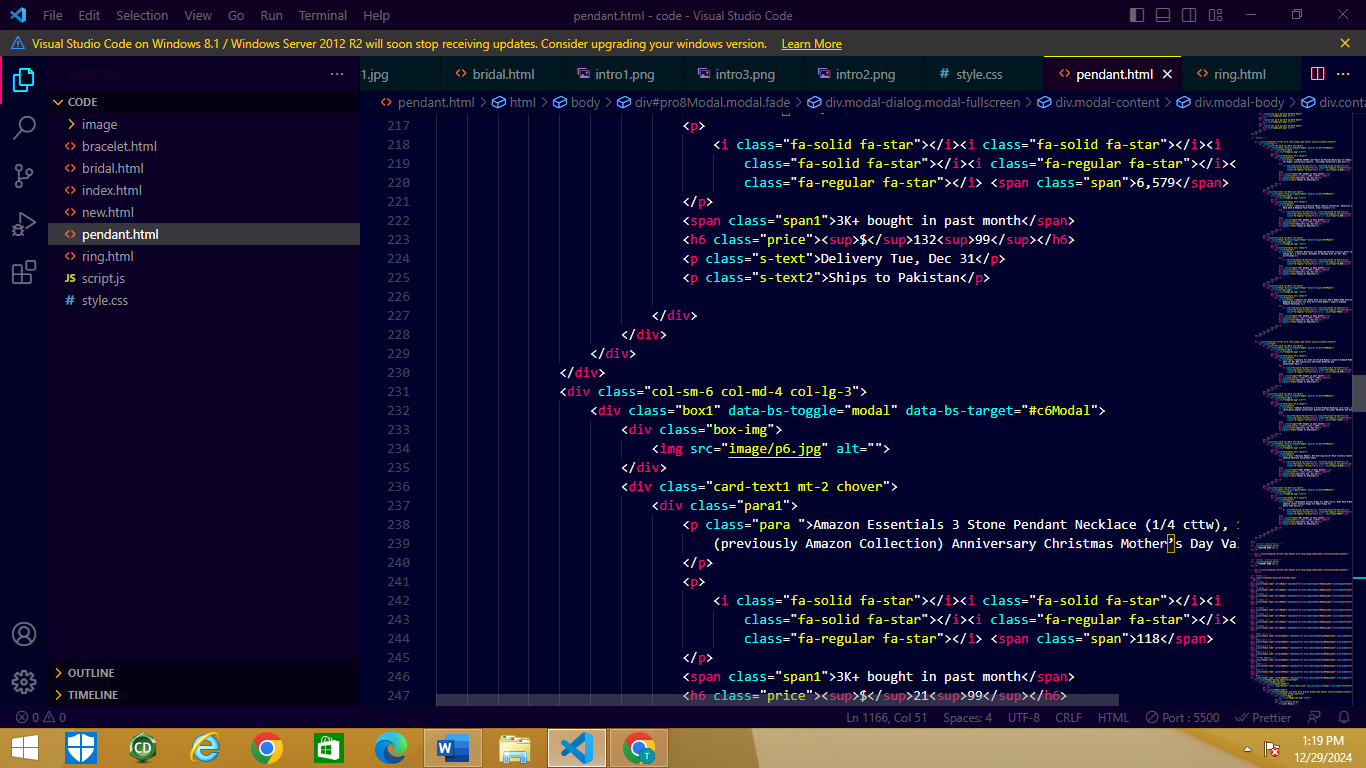 File Edit Selection View Go Run Terminal Help
pendant.html - code - Visual Studio Code
Visual Studio Code on Windows 8.1 / Windows Server 2012 R2 will soon stop receiving updates. Consider upgrading your windows version. Learn More
EXPLORER
1.jpg bridal.html intro1.png intro3.png intro2.png style.css pendant.html ring.html
pendant.html > html > body > div#pro8Modal.modal.fade > div.modal-dialog.modal-fullscreen > div.modal-content > div.modal-body > div.cont
CODE
image
bracelet.html
bridal.html
index.html
new.html
pendant.html
ring.html
script.js
style.css
OUTLINE
TIMELINE
217 <p>
218 <i class="fa-solid fa-star"></i><i class="fa-solid fa-star"></i><i
219 class="fa-solid fa-star"></i><i class="fa-regular fa-star"></i><
220 class="fa-regular fa-star"></i> <span class="span">6,579</span>
221 </p>
222 <span class="span1">3K+ bought in past month</span>
223 <h6 class="price"><sup>$</sup>132<sup>99</sup></h6>
224 <p class="s-text">Delivery Tue, Dec 31</p>
225 <p class="s-text2">Ships to Pakistan</p>
226
227 </div>
228 </div>
229 </div>
230 </div>
231 <div class="col-sm-6 col-md-4 col-lg-3">
232 <div class="box1" data-bs-toggle="modal" data-bs-target="#c6Modal">
233 <div class="box-img">
234 <img src="image/p6.jpg" alt="">
235 </div>
236 <div class="card-text1 mt-2 chover">
237 <div class="para1">
238 <p class="para ">Amazon Essentials 3 Stone Pendant Necklace (1/4 cttw),
239 (previously Amazon Collection) Anniversary Christmas Mother’s Day Va
240 </p>
241 <p>
242 <i class="fa-solid fa-star"></i><i class="fa-solid fa-star"></i><i
243 class="fa-solid fa-star"></i><i class="fa-regular fa-star"></i><
244 class="fa-regular fa-star"></i> <span class="span">118</span>
245 </p>
246 <span class="span1">3K+ bought in past month</span>
247 <h6 class="price"><sup>$</sup>21<sup>99</sup></h6>
0 0 Ln 1166, Col 51 Spaces: 4 UTF-8 CRLF HTML Port : 5500 Prettier
1:19 PM
12/29/2024